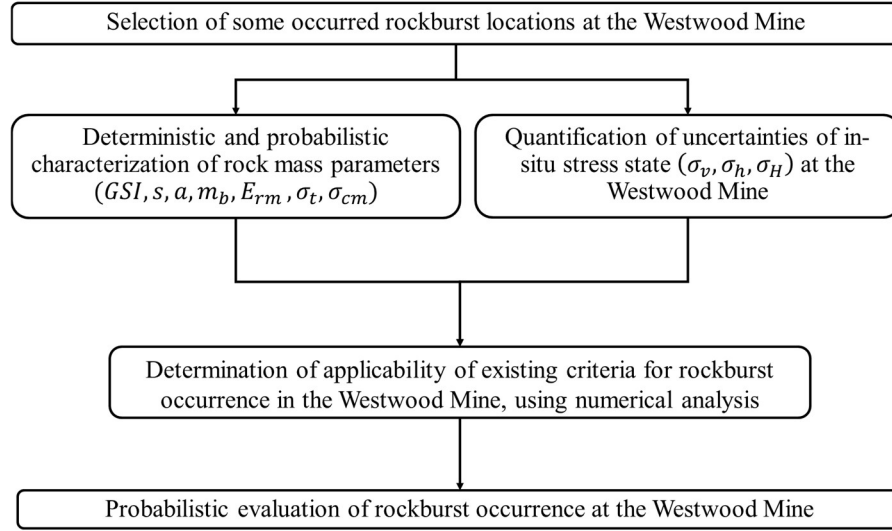 Selection of some occurred rockburst locations at the Westwood Mine
Deterministic and probabilistic
characterization of rock mass parameters
(GSI, s, a, m_b, E_rm, σ_t, σ_cm)
Quantification of uncertainties of in-
situ stress state (σ_v, σ_h, σ_H) at the
Westwood Mine
Determination of applicability of existing criteria for rockburst
occurrence in the Westwood Mine, using numerical analysis
Probabilistic evaluation of rockburst occurrence at the Westwood Mine